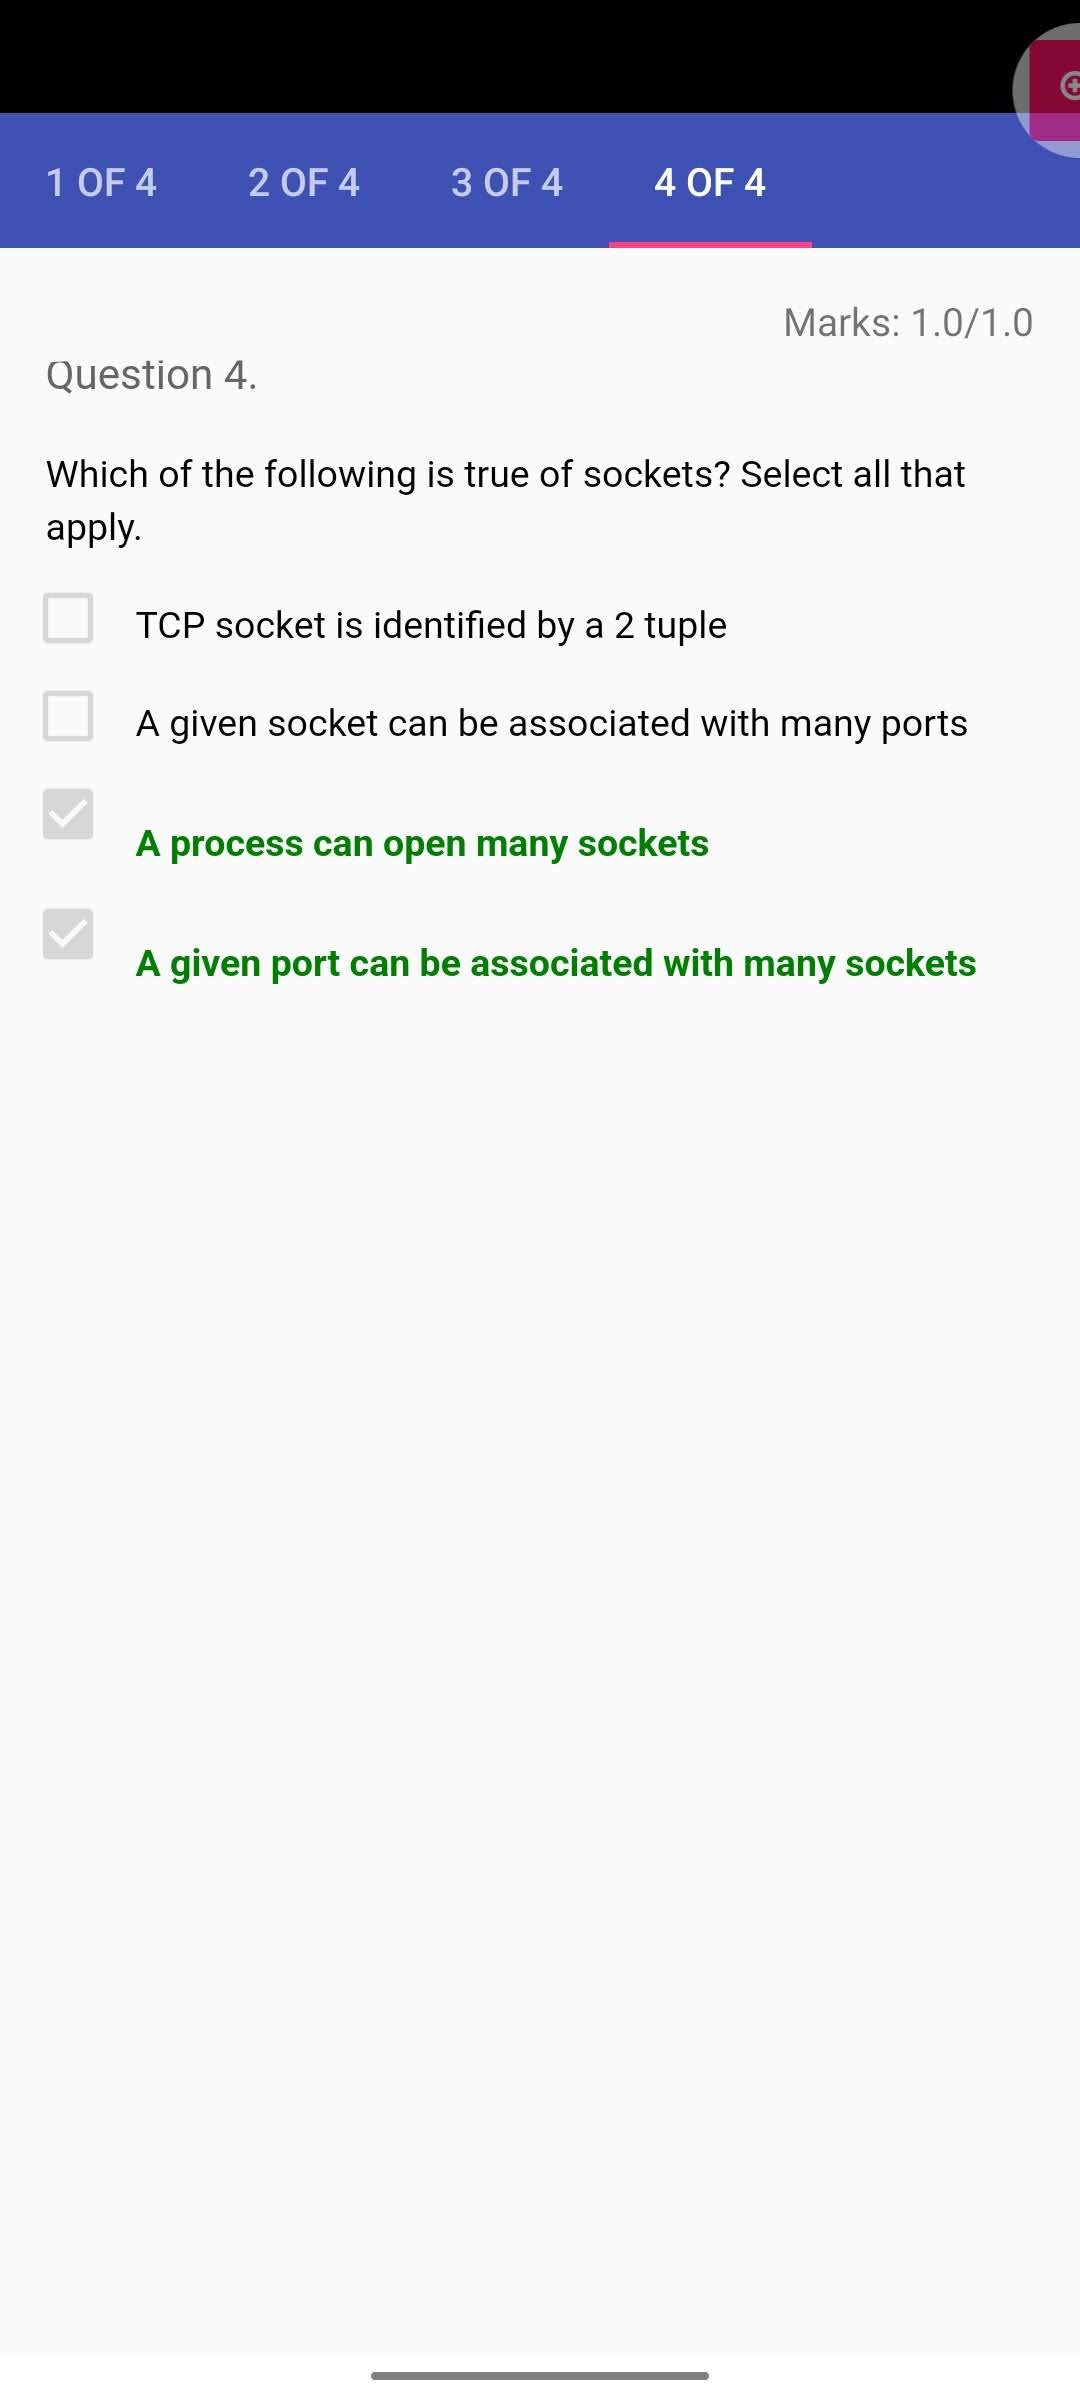 1 OF 4 2 OF 4 3 OF 4 4 OF 4
Marks: 1.0/1.0
Question 4.
Which of the following is true of sockets? Select all that
apply.
TCP socket is identified by a 2 tuple
A given socket can be associated with many ports
A process can open many sockets
A given port can be associated with many sockets